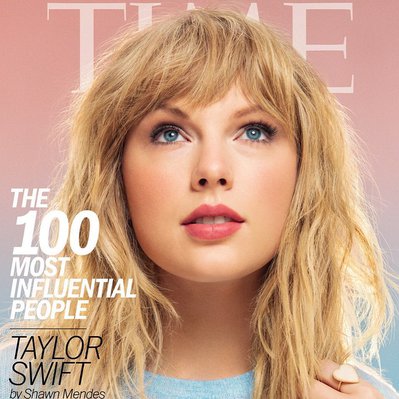 TIME
THE
100
MOST
INFLUENTIAL
PEOPLE
TAYLOR
SWIFT
by Shawn Mendes